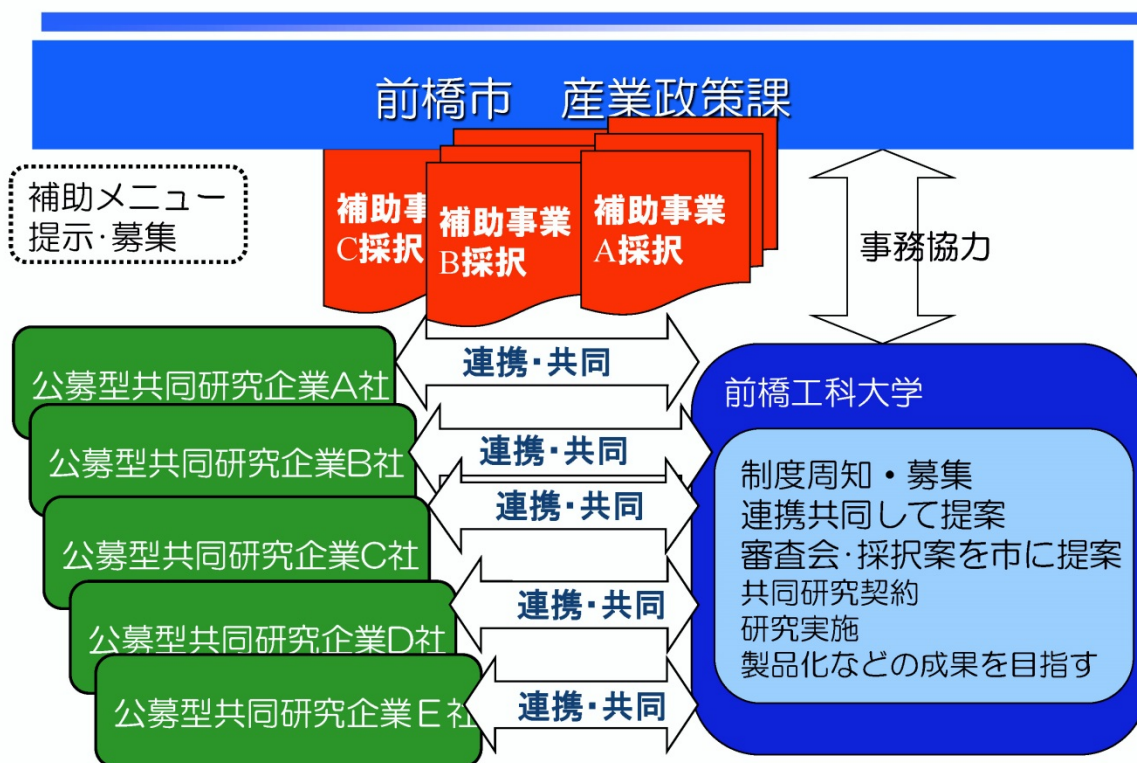 前橋市　産業政策課
補助メニュー
提示・募集
補助事
C採択
補助事業
B採択
補助事業
A採択
事務協力
公募型共同研究企業A社
連携・共同
公募型共同研究企業B社
連携・共同
公募型共同研究企業C社
連携・共同
公募型共同研究企業D社
連携・共同
公募型共同研究企業E社
連携・共同
前橋工科大学
制度周知・募集
連携共同して提案
審査会・採択案を市に提案
共同研究契約
研究実施
製品化などの成果を目指す